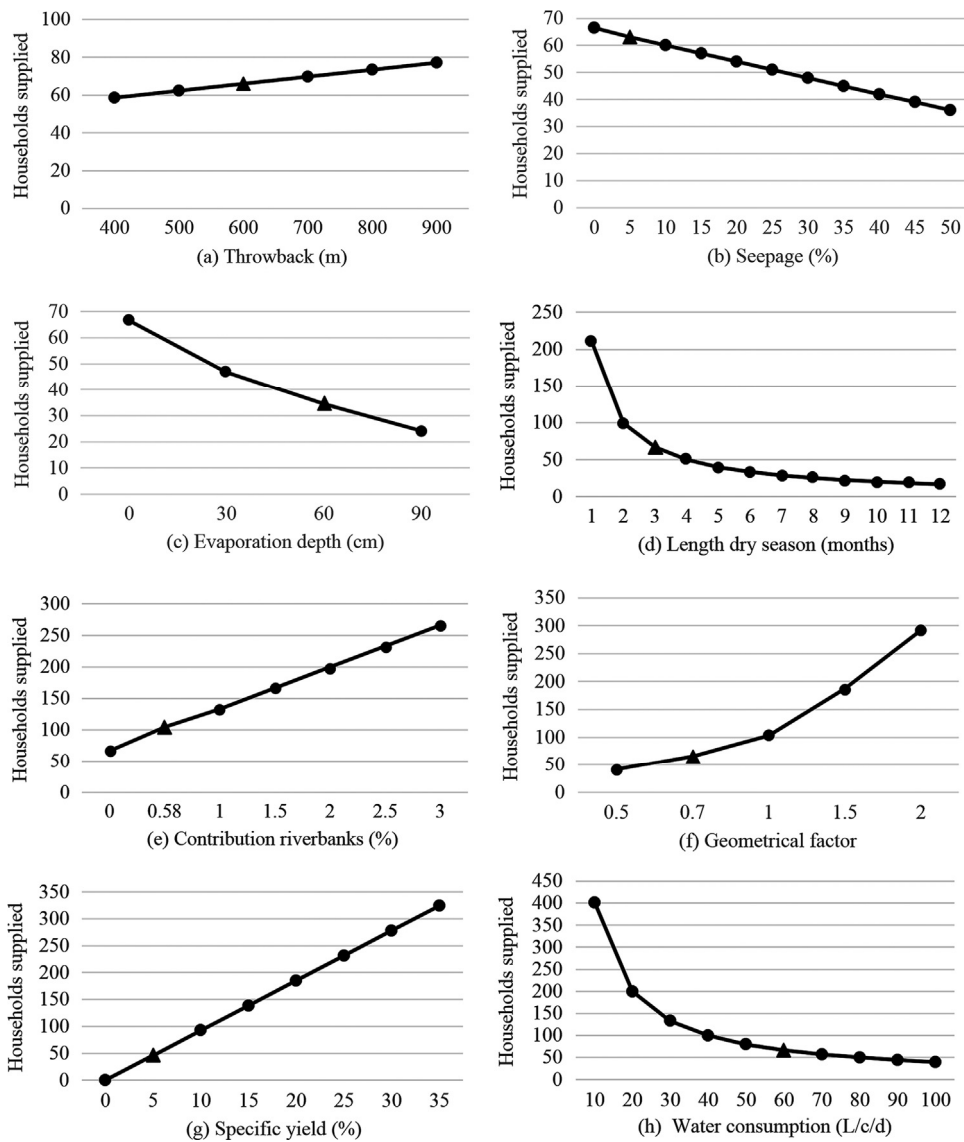 Households supplied
100
80
60
40
20
0
400 500 600 700 800 900
(a) Throwback (m)
Households supplied
70
60
50
40
30
20
10
0
0 5 10 15 20 25 30 35 40 45 50
(b) Seepage (%)
Households supplied
70
60
50
40
30
20
10
0
0 30 60 90
(c) Evaporation depth (cm)
Households supplied
250
200
150
100
50
0
1 2 3 4 5 6 7 8 9 10 11 12
(d) Length dry season (months)
Households supplied
300
250
200
150
100
50
0
0 0.58 1 1.5 2 2.5 3
(e) Contribution riverbanks (%)
Households supplied
350
300
250
200
150
100
50
0
0.5 0.7 1 1.5 2
(f) Geometrical factor
Households supplied
350
300
250
200
150
100
50
0
0 5 10 15 20 25 30 35
(g) Specific yield (%)
Households supplied
450
400
350
300
250
200
150
100
50
0
10 20 30 40 50 60 70 80 90 100
(h) Water consumption (L/c/d)